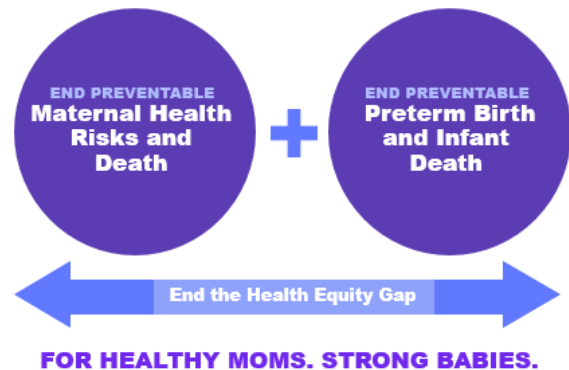 END PREVENTABLE
Maternal Health
Risks and
Death
END PREVENTABLE
Preterm Birth
and Infant
Death
End the Health Equity Gap
FOR HEALTHY MOMS. STRONG BABIES.